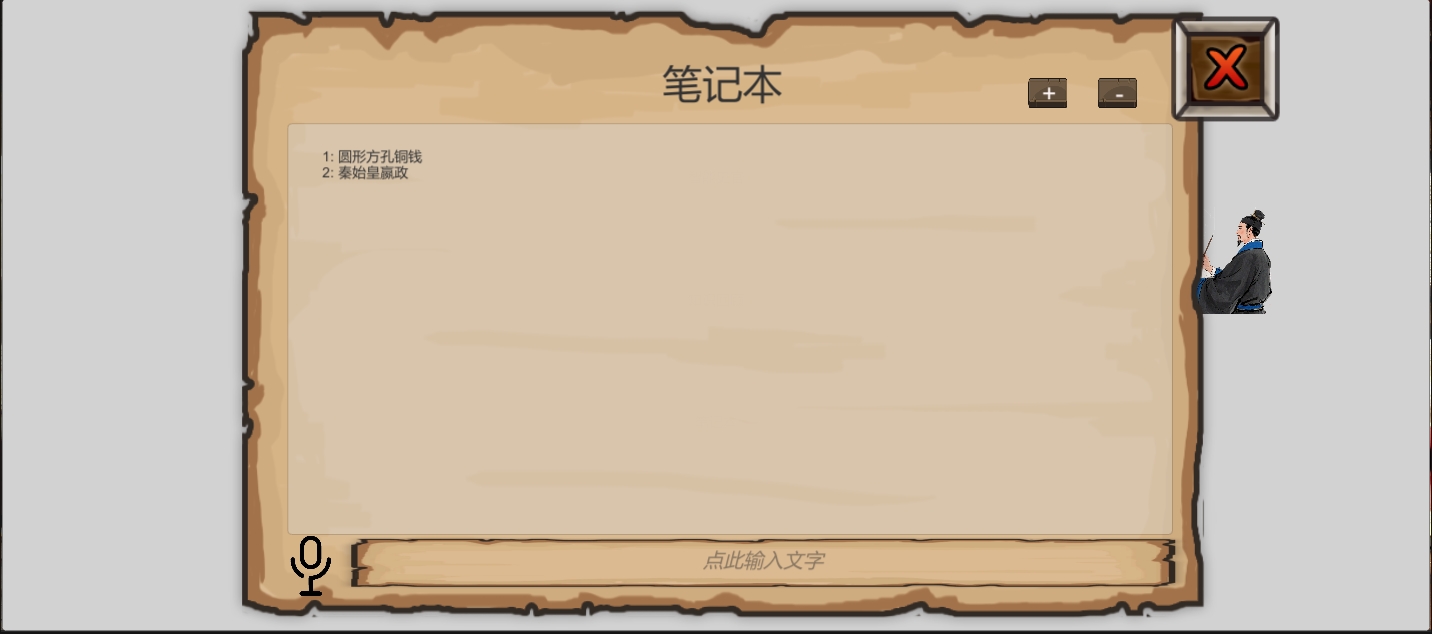 笔记本
+
-
1: 圆形方孔铜钱
2: 秦始皇嬴政
点此输入文字